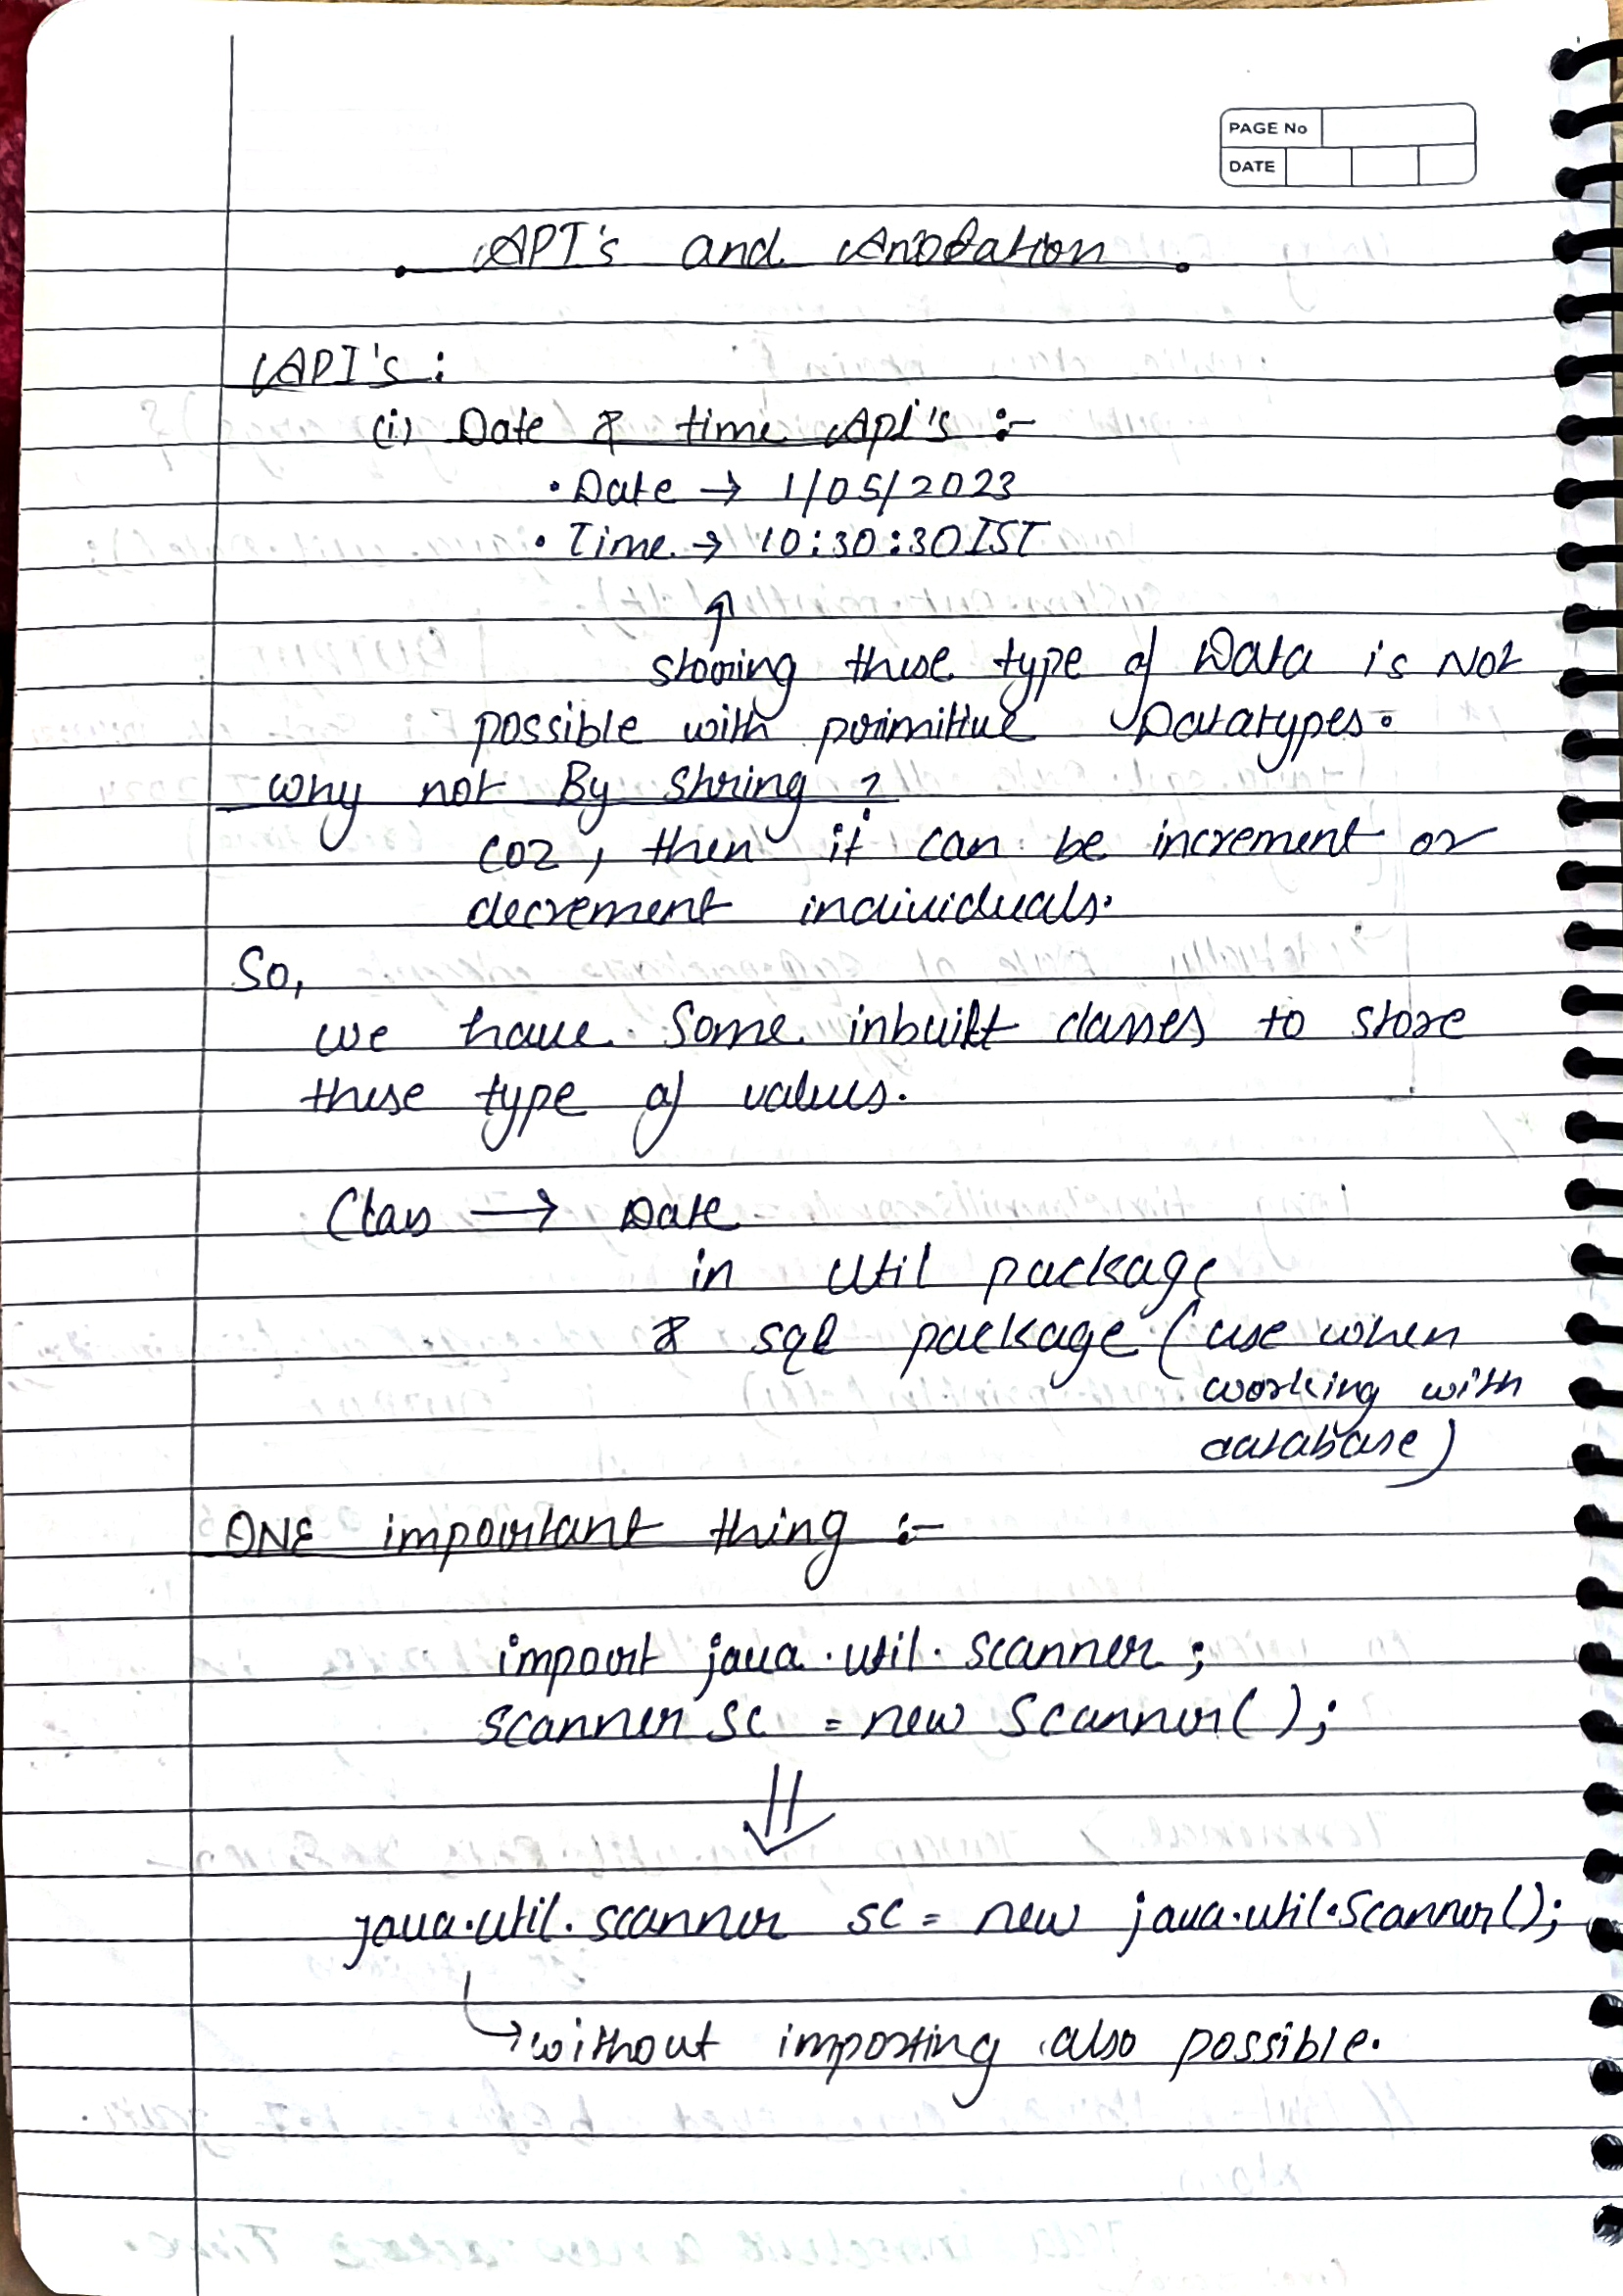 PAGE No
DATE
API's and Anotation
API's :
(i) Date & time Api's :-
• Date → 1/05/2023
• Time → 10:30:30 IST
↑
storing these type of Data is Not
possible with primitive Datatypes.
why not By String ?
coz, then it can be increment or
decrement individuals.
So,
we have some inbuilt classes to store
these type of values.
Class → Date
in util package
& sql package (use when
working with
database)
ONE important thing :-
import java.util.scanner;
scanner sc = new Scanner();
⇓
java.util.scanner sc = new java.util.Scanner();
↳ without importing also possible.